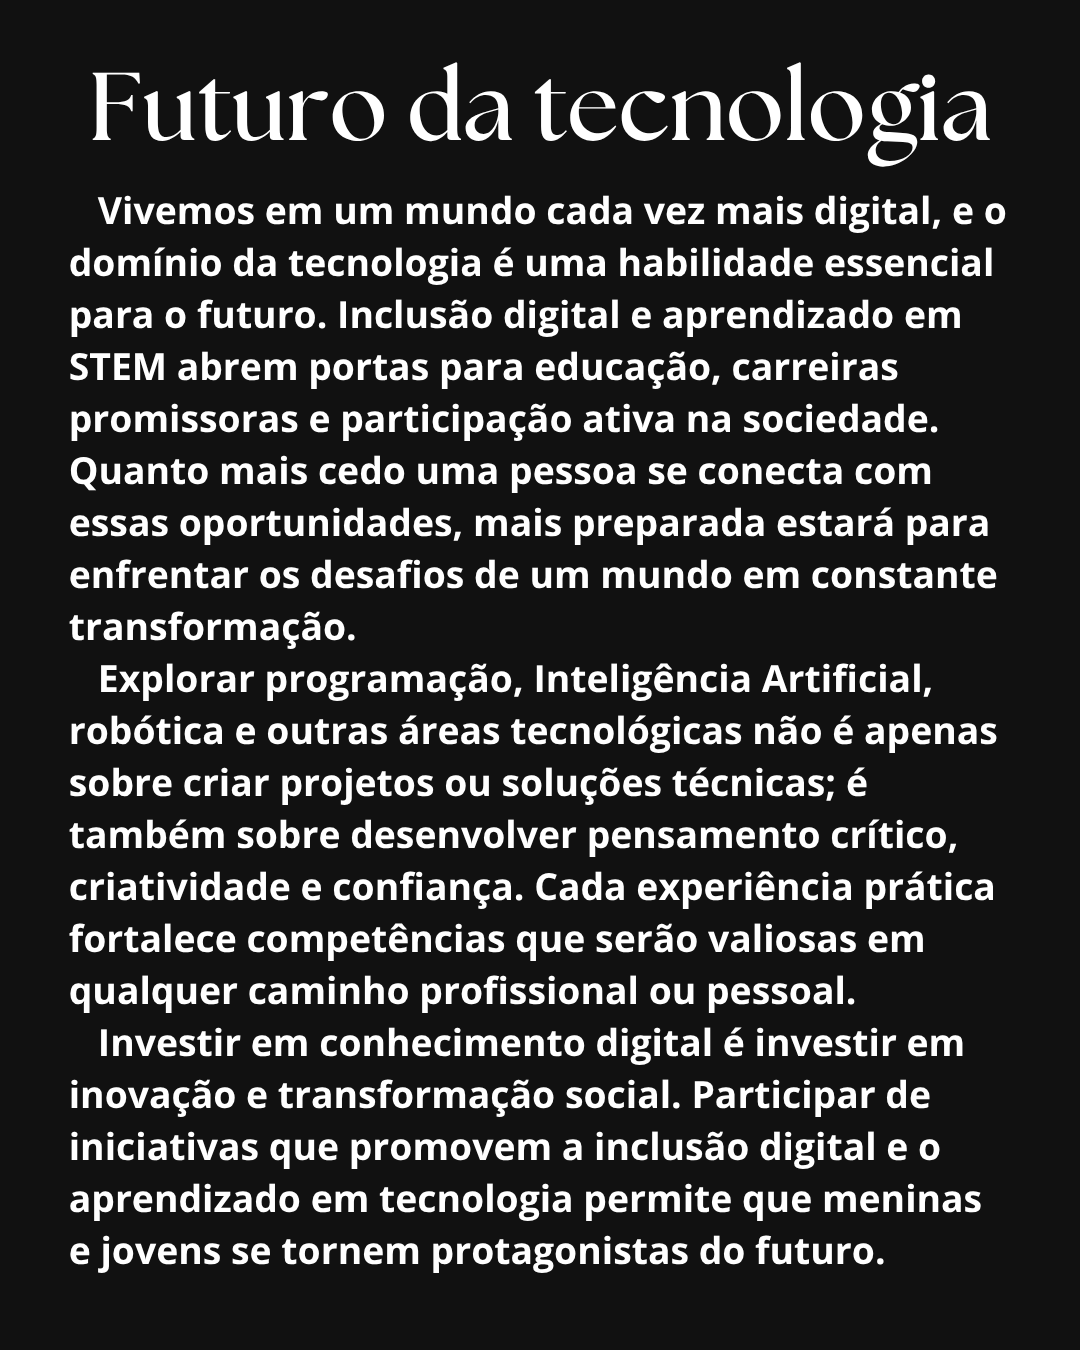 Futuro da tecnologia
Vivemos em um mundo cada vez mais digital, e o
domínio da tecnologia é uma habilidade essencial
para o futuro. Inclusão digital e aprendizado em
STEM abrem portas para educação, carreiras
promissoras e participação ativa na sociedade.
Quanto mais cedo uma pessoa se conecta com
essas oportunidades, mais preparada estará para
enfrentar os desafios de um mundo em constante
transformação.
Explorar programação, Inteligência Artificial,
robótica e outras áreas tecnológicas não é apenas
sobre criar projetos ou soluções técnicas; é
também sobre desenvolver pensamento crítico,
criatividade e confiança. Cada experiência prática
fortalece competências que serão valiosas em
qualquer caminho profissional ou pessoal.
Investir em conhecimento digital é investir em
inovação e transformação social. Participar de
iniciativas que promovem a inclusão digital e o
aprendizado em tecnologia permite que meninas
e jovens se tornem protagonistas do futuro.